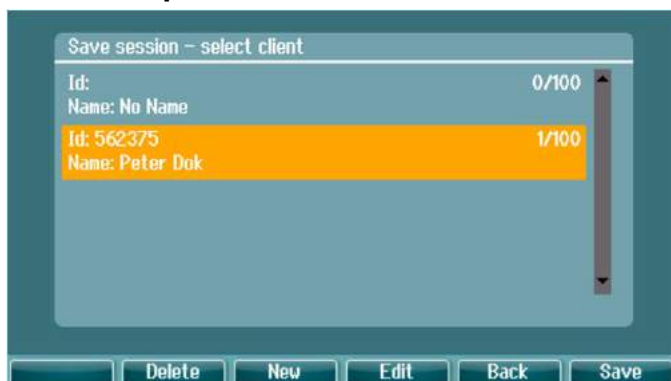 Save session – select client
Id: 0/100
Name: No Name
Id: 562375 1/100
Name: Peter Dok
Delete New Edit Back Save